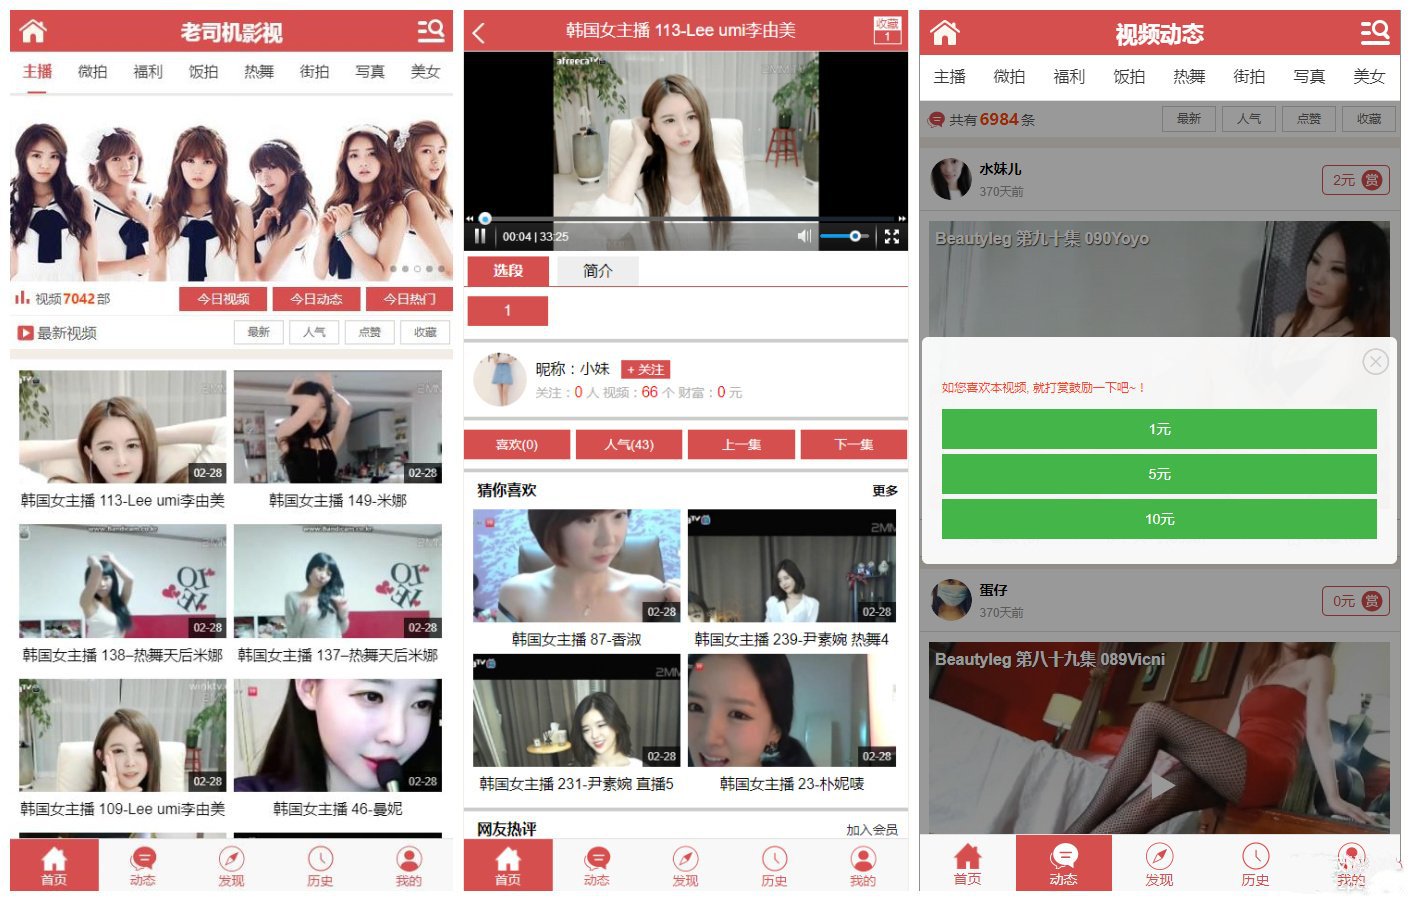 老司机影视
主播 微拍 福利 饭拍 热舞 街拍 写真 美女
视频7042部 今日视频 今日动态 今日热门
最新视频 最新 人气 点赞 收藏
02-28 02-28
韩国女主播 113-Lee umi李由美 韩国女主播 149-米娜
02-28 02-28
韩国女主播 138–热舞天后米娜 韩国女主播 137–热舞天后米娜
02-28 02-28
韩国女主播 109-Lee umi李由美 韩国女主播 46-曼妮
首页 动态 发现 历史 我的
韩国女主播 113-Lee umi李由美 收藏
1
afreecaTV
00:04 | 33:25
选段 简介
1
昵称：小妹 + 关注
关注：0 人 视频：66 个 财富：0 元
喜欢(0) 人气(43) 上一集 下一集
猜你喜欢 更多
02-28 02-28
韩国女主播 87-香淑 韩国女主播 239-尹素婉 热舞4
02-28 02-28
韩国女主播 231-尹素婉 直播5 韩国女主播 23-朴妮唛
网友热评 加入会员
首页 动态 发现 历史 我的
视频动态
主播 微拍 福利 饭拍 热舞 街拍 写真 美女
共有6984条 最新 人气 点赞 收藏
水妹儿
370天前
2元 赏
Beautyleg 第九十集 090Yoyo
如您喜欢本视频, 就打赏鼓励一下吧~！
1元
5元
10元
蛋仔
370天前
0元 赏
Beautyleg 第八十九集 089Vicni
首页 动态 发现 历史 我的